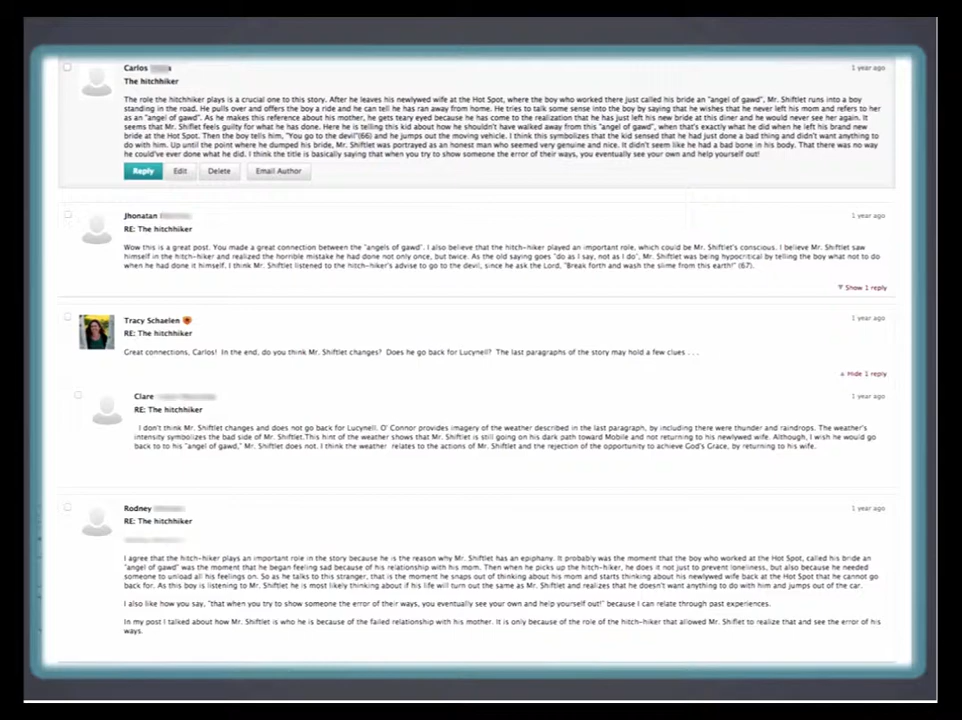 Carlos
1 year ago
The hitchhiker
The role the hitchhiker plays is a crucial one to this story. After he leaves his newlywed wife at the Hot Spot, where the boy who worked there just called his bride an "angel of gawd", Mr. Shiftlet runs into a boy
standing in the road. He pulls over and offers the boy a ride and can tell he has ran away from home. He tries to talk some sense into the boy by saying that he wishes that he never left his mom and refers to her
as an "angel of gawd". As he makes this reference about his mother, he gets teary eyed because he has come to the realization that he has just left his new bride at this diner and he would never see her again. It
seems that Mr. Shiflet feels guilty for what he has done. Here he is telling this kid about how he shouldn't have walked away from this "angel of gawd", when that's exactly what he did when he left his brand new
bride at the Hot Spot. Then the boy tells him, "You go to the devil"(66) and he jumps out the moving vehicle. I think this symbolizes that the kid sensed that he had just done a bad thing and didn't want anything to
do with him. Up until the point where he dumped his bride, Mr. Shiftlet was portrayed as an honest man who seemed very genuine and nice. It didn't seem like he had a bad bone in his body. That there was no way
he could've ever done what he did. I think the title is basically saying that when you try to show someone the error of their ways, you eventually see your own and help yourself out!
Reply Edit Delete Email Author
Jhonatan
1 year ago
RE: The hitchhiker
Wow this is a great post. You made a great connection between the "angels of gawd". I also believe that the hitch-hiker played an important role, which could be Mr. Shiftlet's conscious. I believe Mr. Shiftlet saw
himself in the hitch-hiker and realized the horrible mistake he had done not only once, but twice. As the old saying goes "do as I say, not as I do", Mr. Shiftlet was being hypocritical by telling the boy what not to do
when he had done it himself. I think Mr. Shiftlet listened to the hitch-hiker's advise to go to the devil, since he ask the Lord, "Break forth and wash the slime from this earth!" (67).
Show 1 reply
Tracy Schaelen
1 year ago
RE: The hitchhiker
Great connections, Carlos! In the end, do you think Mr. Shiftlet changes? Does he go back for Lucynell? The last paragraphs of the story may hold a few clues . . .
Hide 1 reply
Clare
1 year ago
RE: The hitchhiker
I don't think Mr. Shiftlet changes and does not go back for Lucynell. O' Connor provides imagery of the weather described in the last paragraph, by including there were thunder and raindrops. The weather's
intensity symbolizes the bad side of Mr. Shiftlet.This hint of the weather shows that Mr. Shiftlet is still going on his dark path toward Mobile and not returning to his newlywed wife. Although, I wish he would go
back to to his "angel of gawd," Mr. Shiftlet does not. I think the weather relates to the actions of Mr. Shiftlet and the rejection of the opportunity to achieve God's Grace, by returning to his wife.
Rodney
1 year ago
RE: The hitchhiker
I agree that the hitch-hiker plays an important role in the story because he is the reason why Mr. Shiftlet has an epiphany. It probably was the moment that the boy who worked at the Hot Spot, called his bride an
"angel of gawd" was the moment that he began feeling sad because of his relationship with his mom. Then when he picks up the hitch-hiker, he does it not just to prevent loneliness, but also because he needed
someone to unload all his feelings on. So as he talks to this stranger, that is the moment he snaps out of thinking about his mom and starts thinking about his newlywed wife back at the Hot Spot that he cannot go
back for. As this boy is listening to Mr. Shiftlet he is most likely thinking about if his life will turn out the same as Mr. Shiftlet and realizes that he doesn't want anything to do with him and jumps out of the car.
I also like how you say, "that when you try to show someone the error of their ways, you eventually see your own and help yourself out!" because I can relate through past experiences.
In my post I talked about how Mr. Shiftlet is who he is because of the failed relationship with his mother. It is only because of the role of the hitch-hiker that allowed Mr. Shiflet to realize that and see the error of his
ways.